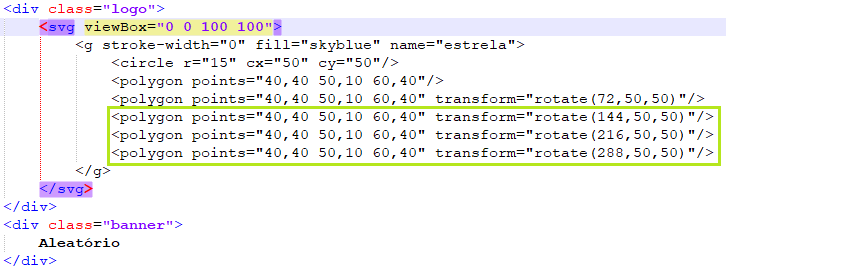 <div class="logo">
<svg viewBox="0 0 100 100">
<g stroke-width="0" fill="skyblue" name="estrela">
<circle r="15" cx="50" cy="50"/>
<polygon points="40,40 50,10 60,40"/>
<polygon points="40,40 50,10 60,40" transform="rotate(72,50,50)"/>
<polygon points="40,40 50,10 60,40" transform="rotate(144,50,50)"/>
<polygon points="40,40 50,10 60,40" transform="rotate(216,50,50)"/>
<polygon points="40,40 50,10 60,40" transform="rotate(288,50,50)"/>
</g>
</svg>
</div>
<div class="banner">
Aleatório
</div>